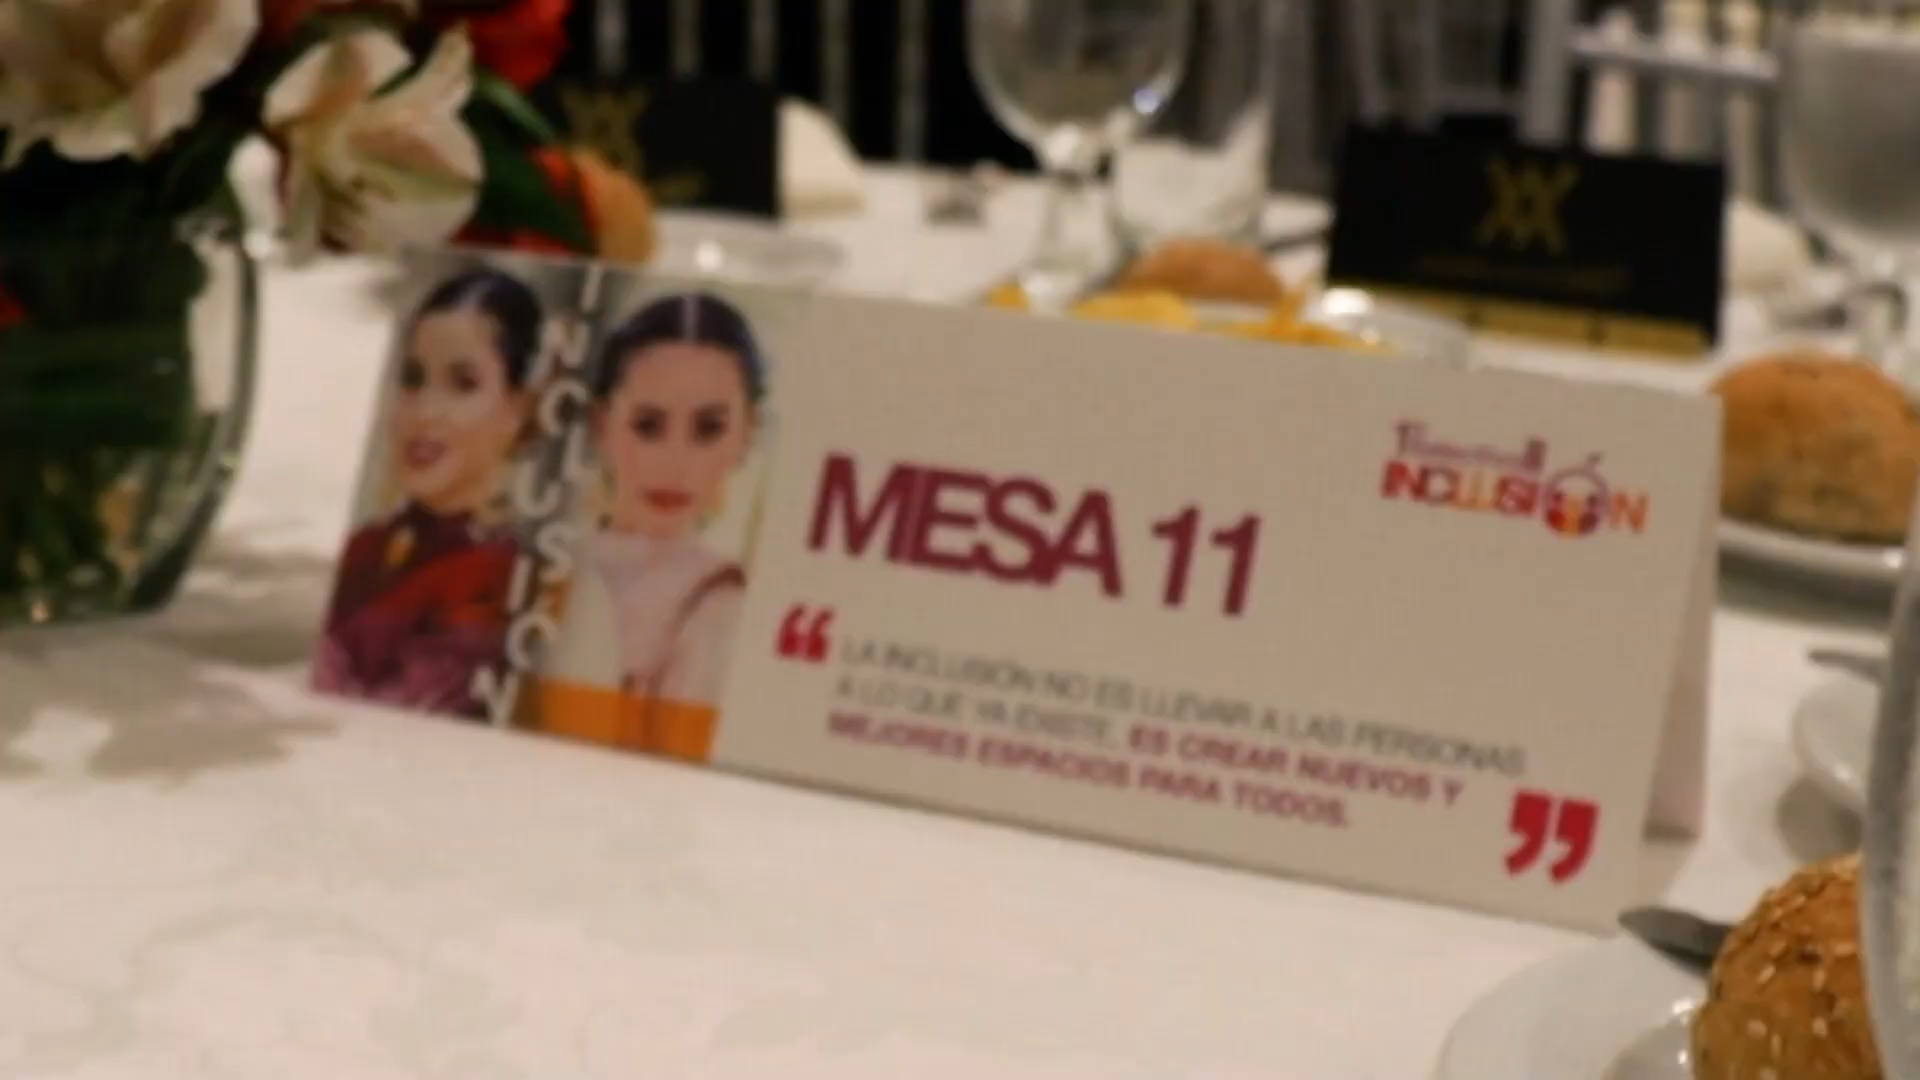 INCLUSION
MESA 11
INCLUSIÓN
“ LA INCLUSIÓN NO ES LLEVAR A LAS PERSONAS
A LO QUE YA EXISTE, ES CREAR NUEVOS Y
MEJORES ESPACIOS PARA TODOS. ”